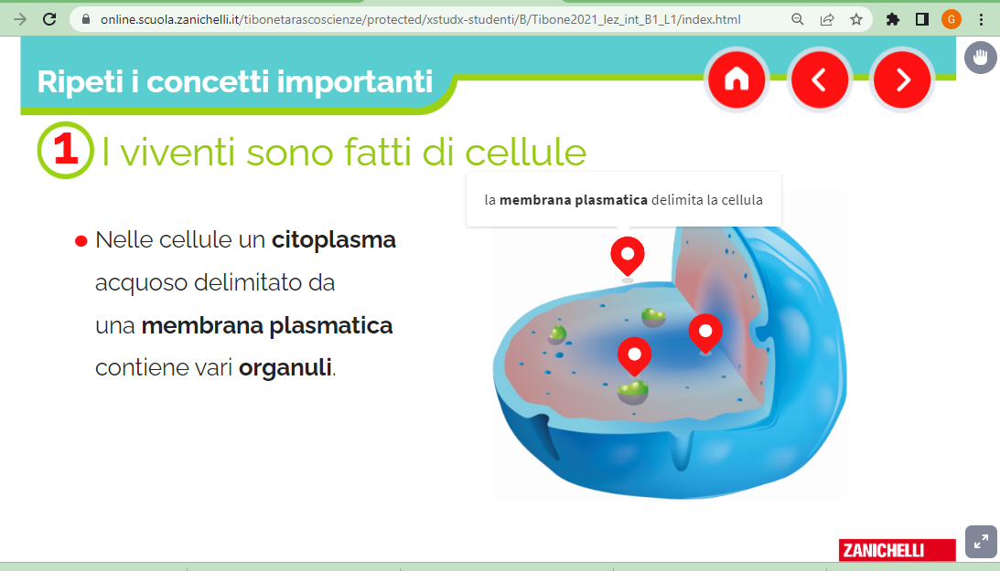 online.scuola.zanichelli.it/tibonetarascoscienze/protected/xstudx-studenti/B/Tibone2021_lez_int_B1_L1/index.html
G
Ripeti i concetti importanti
1 I viventi sono fatti di cellule
la membrana plasmatica delimita la cellula
Nelle cellule un citoplasma
acquoso delimitato da
una membrana plasmatica
contiene vari organuli.
ZANICHELLI